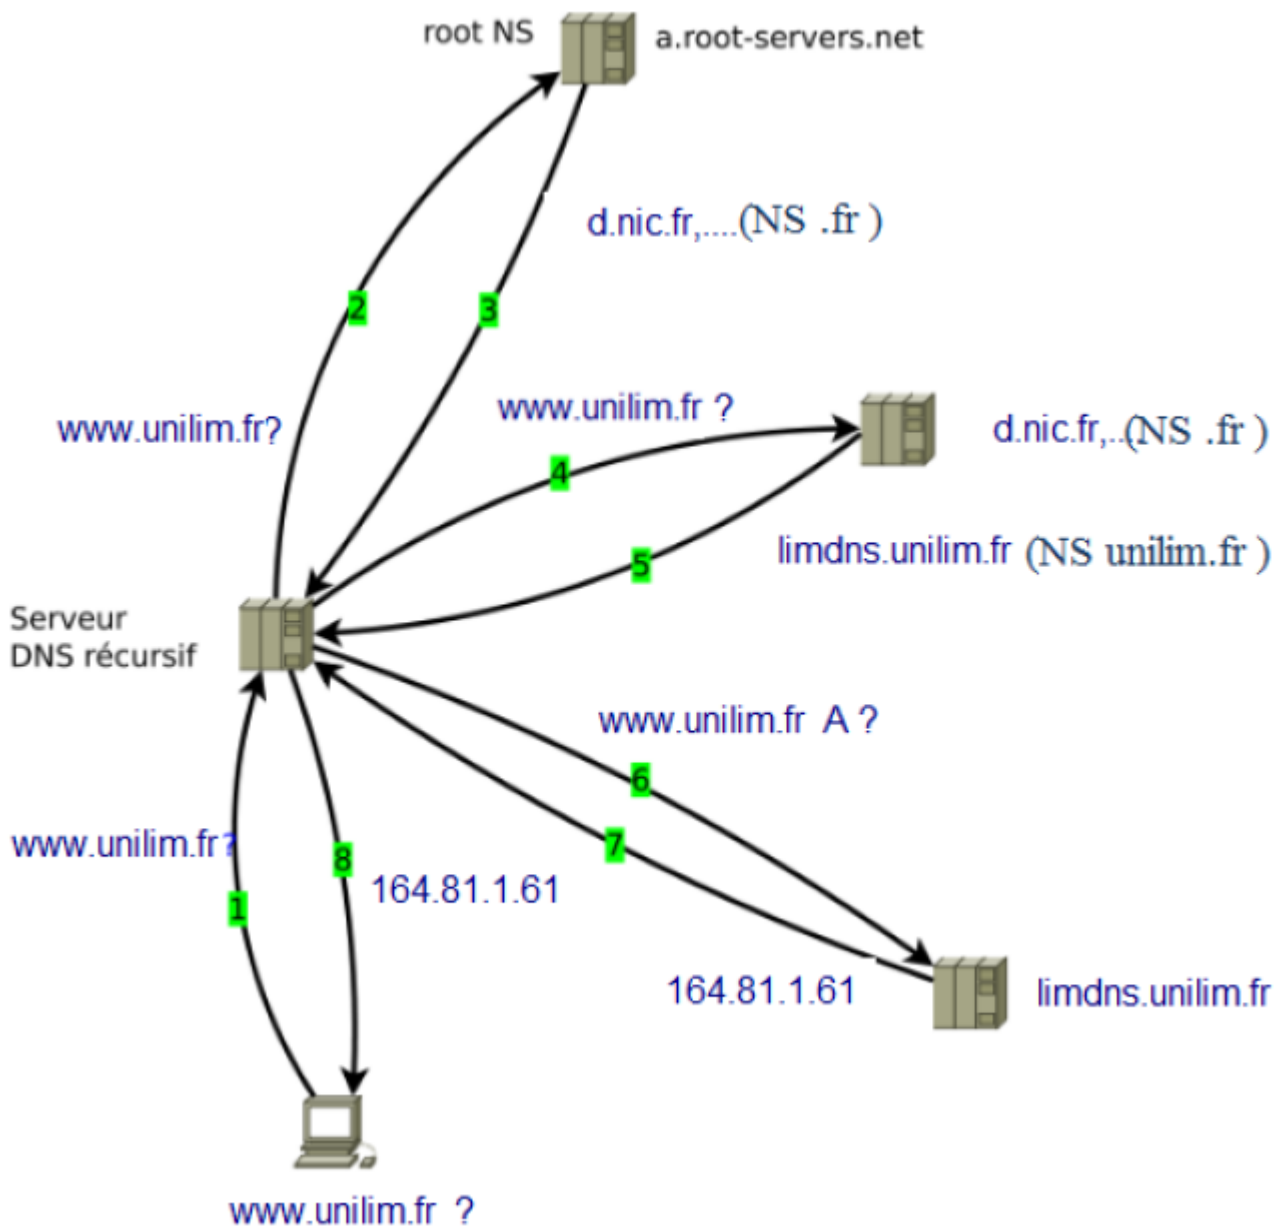 root NS
a.root-servers.net
d.nic.fr,....(NS .fr )
2
3
www.unilim.fr?
www.unilim.fr ?
4
d.nic.fr,..(NS .fr )
5
limdns.unilim.fr (NS unilim.fr )
Serveur
DNS récursif
www.unilim.fr A ?
6
7
www.unilim.fr?
8
164.81.1.61
1
164.81.1.61
limdns.unilim.fr
www.unilim.fr ?